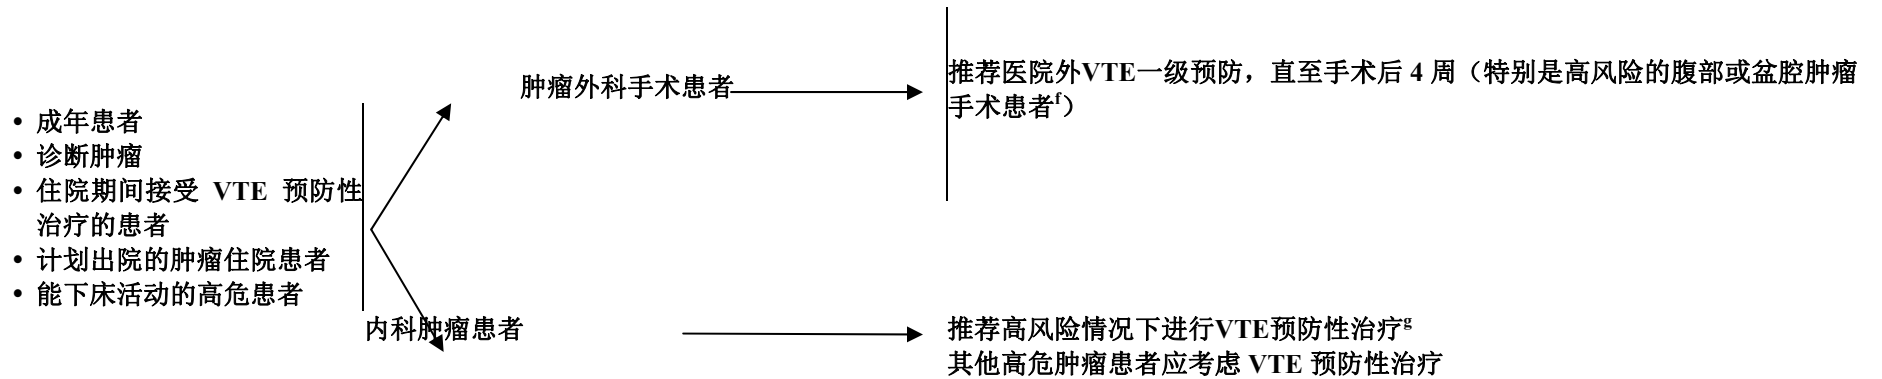 • 成年患者
• 诊断肿瘤
• 住院期间接受 VTE 预防性
治疗的患者
• 计划出院的肿瘤住院患者
• 能下床活动的高危患者
肿瘤外科手术患者
推荐医院外VTE一级预防，直至手术后 4 周（特别是高风险的腹部或盆腔肿瘤
手术患者f）
内科肿瘤患者
推荐高风险情况下进行VTE预防性治疗g
其他高危肿瘤患者应考虑 VTE 预防性治疗